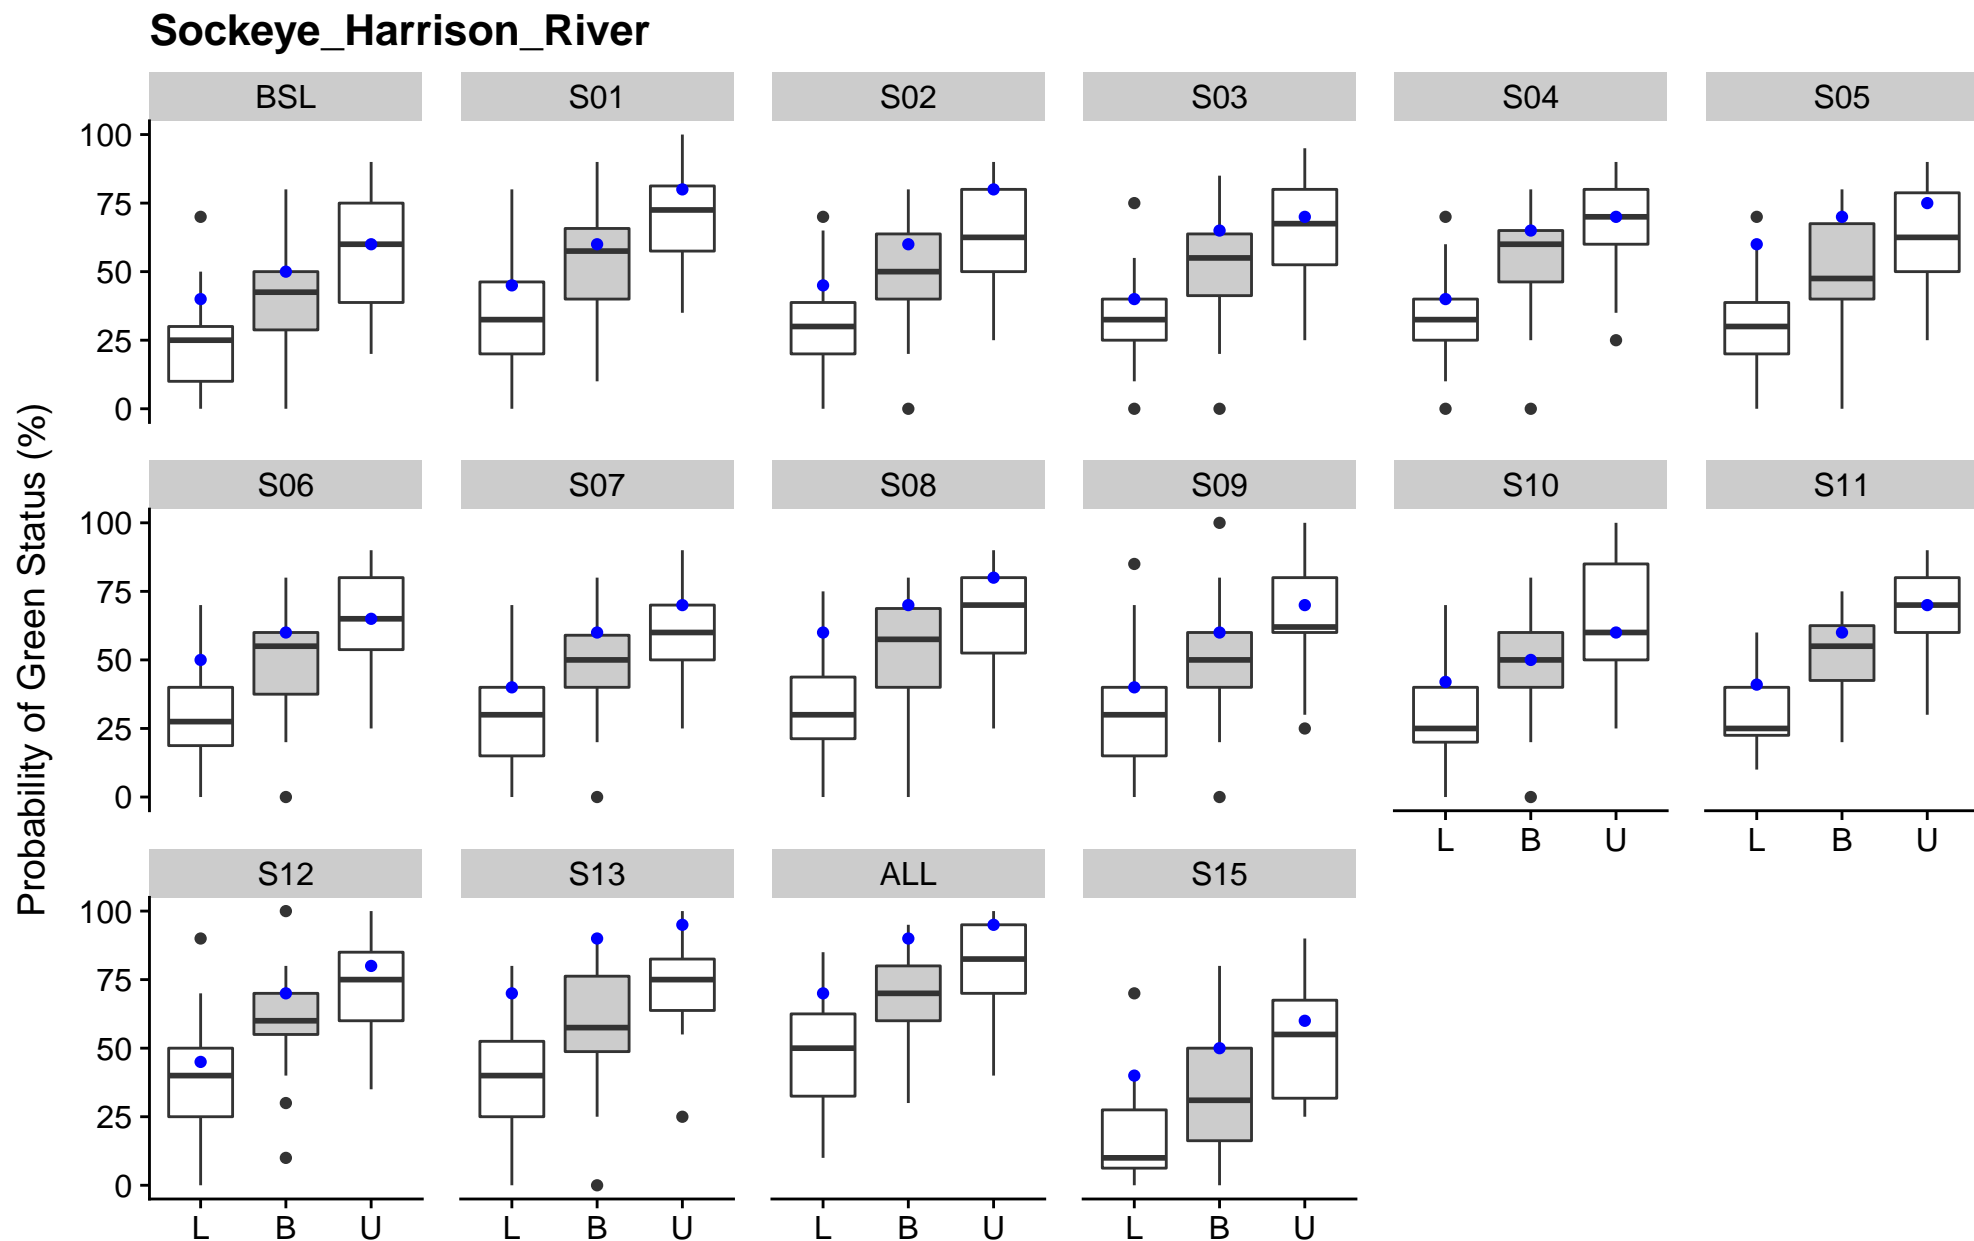 Sockeye_Harrison_River
BSL S01 S02 S03 S04 S05
100
75
50
25
0
Probability of Green Status (%)
S06 S07 S08 S09 S10 S11
100
75
50
25
0
L B U L B U
S12 S13 ALL S15
100
75
50
25
0
L B U L B U L B U L B U